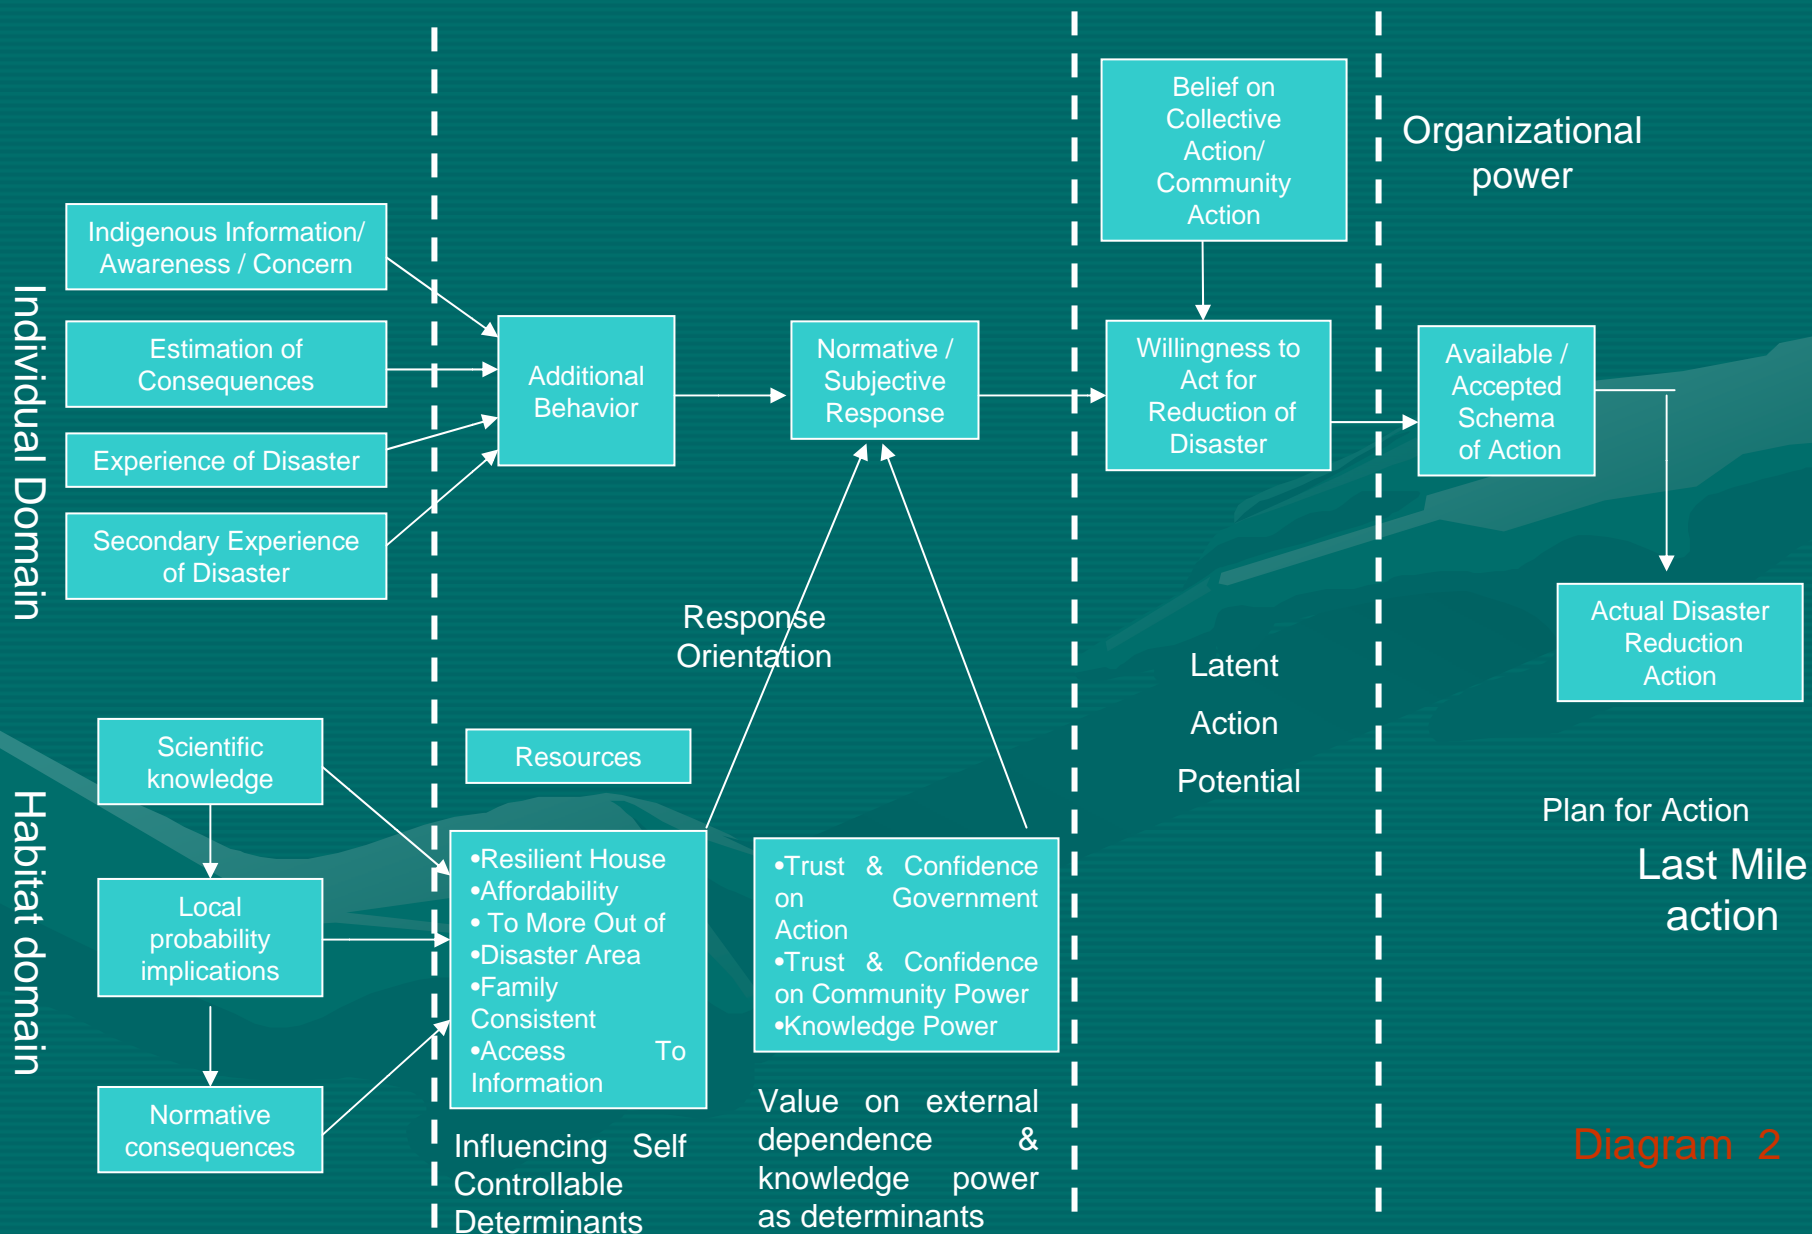 Individual Domain
Indigenous Information/
Awareness / Concern
Estimation of
Consequences
Experience of Disaster
Secondary Experience
of Disaster
Additional
Behavior
Normative /
Subjective
Response
Belief on
Collective
Action/
Community
Action
Willingness to
Act for
Reduction of
Disaster
Organizational
power
Available /
Accepted
Schema
of Action
Actual Disaster
Reduction
Action
Response
Orientation
Latent
Action
Potential
Habitat domain
Scientific
knowledge
Local
probability
implications
Normative
consequences
Resources
•Resilient House
•Affordability
• To More Out of
•Disaster Area
•Family
Consistent
•Access To
Information
Influencing Self
Controllable
Determinants
•Trust & Confidence
on Government
Action
•Trust & Confidence
on Community Power
•Knowledge Power
Value on external
dependence &
knowledge power
as determinants
Plan for Action
Last Mile
action
Diagram 2